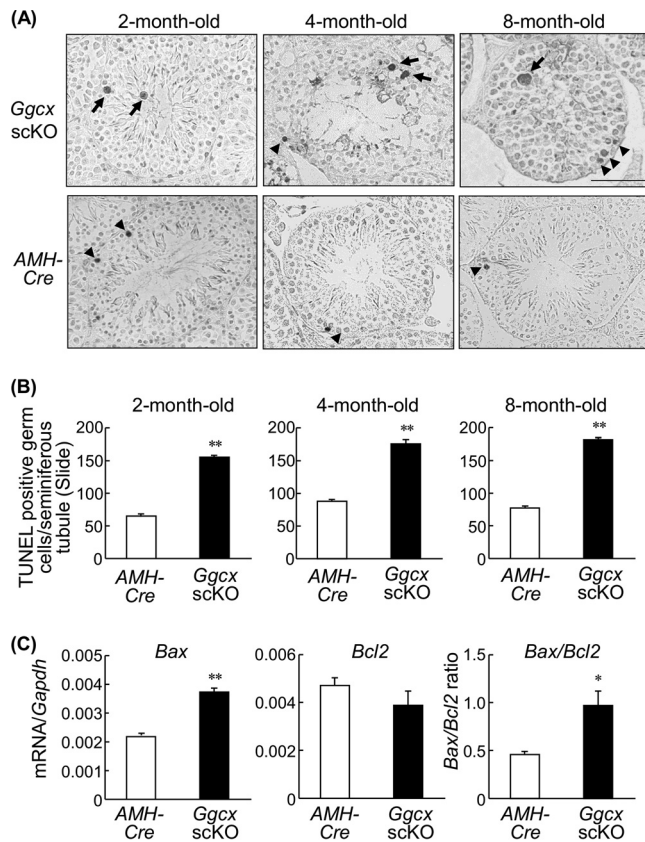 (A)
2-month-old 4-month-old 8-month-old
Ggcx
scKO
AMH-
Cre
(B)
2-month-old 4-month-old 8-month-old
TUNEL positive germ
cells/seminiferous
tubule (Slide)
200
150
100
50
0
**
AMH-
Cre
Ggcx
scKO
200
150
100
50
0
**
AMH-
Cre
Ggcx
scKO
200
150
100
50
0
**
AMH-
Cre
Ggcx
scKO
(C)
Bax
mRNA/Gapdh
0.005
0.004
0.003
0.002
0.001
0.000
**
AMH-
Cre
Ggcx
scKO
Bcl2
0.006
0.004
0.002
0.000
AMH-
Cre
Ggcx
scKO
Bax/Bcl2
Bax/Bcl2 ratio
1.5
1.0
0.5
0.0
*
AMH-
Cre
Ggcx
scKO